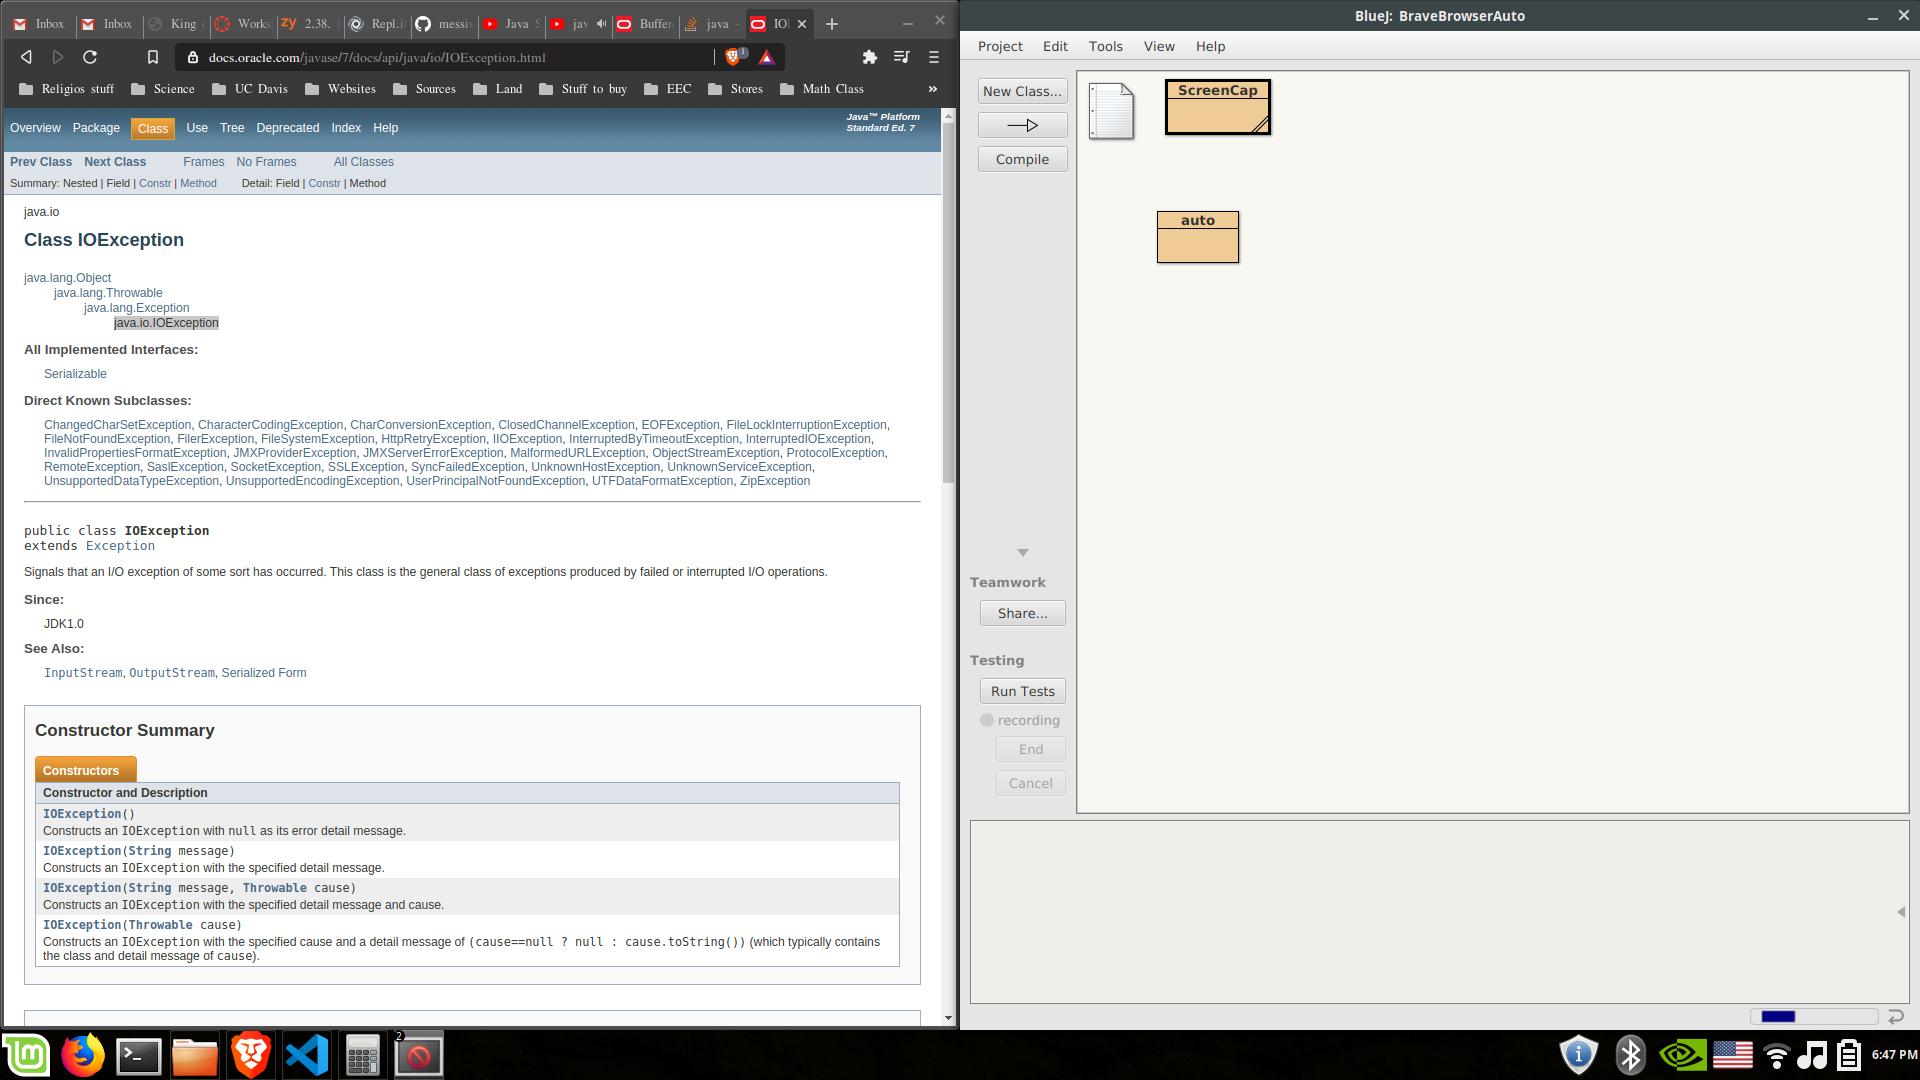 Inbox
Inbox
King
Works
2.38.
Repl.i
messi
Java
jav
Buffer
java
IO
BlueJ: BraveBrowserAuto
docs.oracle.com/javase/7/docs/api/java/io/IOException.html
1
Religios stuff
Science
UC Davis
Websites
Sources
Land
Stuff to buy
EEC
Stores
Math Class
»
Overview Package Class Use Tree Deprecated Index Help
Java™ Platform
Standard Ed. 7
Prev Class Next Class Frames No Frames All Classes
Summary: Nested | Field | Constr | Method Detail: Field | Constr | Method
java.io
Class IOException
java.lang.Object
java.lang.Throwable
java.lang.Exception
java.io.IOException
All Implemented Interfaces:
Serializable
Direct Known Subclasses:
ChangedCharSetException, CharacterCodingException, CharConversionException, ClosedChannelException, EOFException, FileLockInterruptionException,
FileNotFoundException, FilerException, FileSystemException, HttpRetryException, IIOException, InterruptedByTimeoutException, InterruptedIOException,
InvalidPropertiesFormatException, JMXProviderException, JMXServerErrorException, MalformedURLException, ObjectStreamException, ProtocolException,
RemoteException, SaslException, SocketException, SSLException, SyncFailedException, UnknownHostException, UnknownServiceException,
UnsupportedDataTypeException, UnsupportedEncodingException, UserPrincipalNotFoundException, UTFDataFormatException, ZipException
public class IOException
extends Exception
Signals that an I/O exception of some sort has occurred. This class is the general class of exceptions produced by failed or interrupted I/O operations.
Since:
JDK1.0
See Also:
InputStream, OutputStream, Serialized Form
Constructor Summary
Constructors
Constructor and Description
IOException()
Constructs an IOException with null as its error detail message.
IOException(String message)
Constructs an IOException with the specified detail message.
IOException(String message, Throwable cause)
Constructs an IOException with the specified detail message and cause.
IOException(Throwable cause)
Constructs an IOException with the specified cause and a detail message of (cause==null ? null : cause.toString()) (which typically contains
the class and detail message of cause).
Project Edit Tools View Help
New Class...
Compile
ScreenCap
auto
Teamwork
Share...
Testing
Run Tests
recording
End
Cancel
2
6:47 PM